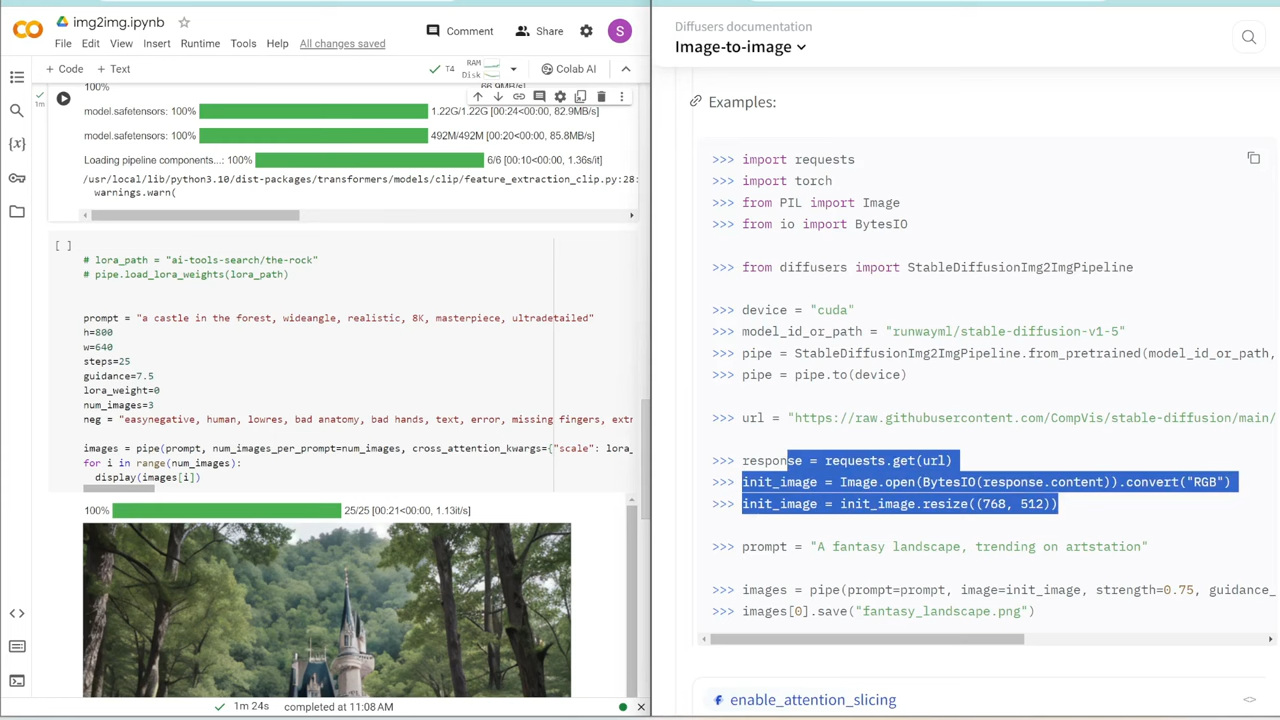 img2img.ipynb
File Edit View Insert Runtime Tools Help All changes saved
Comment
Share
S
+ Code + Text
T4
RAM
Disk
Colab AI
1m
100%
model.safetensors: 100% 1.22G/1.22G [00:24<00:00, 82.9MB/s]
model.safetensors: 100% 492M/492M [00:20<00:00, 85.8MB/s]
Loading pipeline components...: 100% 6/6 [00:10<00:00, 1.36s/it]
/usr/local/lib/python3.10/dist-packages/transformers/models/clip/feature_extraction_clip.py:28:
warnings.warn(
[ ]
# lora_path = "ai-tools-search/the-rock"
# pipe.load_lora_weights(lora_path)
prompt = "a castle in the forest, wideangle, realistic, 8K, masterpiece, ultradetailed"
h=800
w=640
steps=25
guidance=7.5
lora_weight=0
num_images=3
neg = "easynegative, human, lowres, bad anatomy, bad hands, text, error, missing fingers, ext
images = pipe(prompt, num_images_per_prompt=num_images, cross_attention_kwargs={"scale": lora_
for i in range(num_images):
display(images[i])
100% 25/25 [00:21<00:00, 1.13it/s]
1m 24s completed at 11:08 AM
Diffusers documentation
Image-to-image
Examples:
>>> import requests
>>> import torch
>>> from PIL import Image
>>> from io import BytesIO
>>> from diffusers import StableDiffusionImg2ImgPipeline
>>> device = "cuda"
>>> model_id_or_path = "runwayml/stable-diffusion-v1-5"
>>> pipe = StableDiffusionImg2ImgPipeline.from_pretrained(model_id_or_path,
>>> pipe = pipe.to(device)
>>> url = "https://raw.githubusercontent.com/CompVis/stable-diffusion/main/
>>> response = requests.get(url)
>>> init_image = Image.open(BytesIO(response.content)).convert("RGB")
>>> init_image = init_image.resize((768, 512))
>>> prompt = "A fantasy landscape, trending on artstation"
>>> images = pipe(prompt=prompt, image=init_image, strength=0.75, guidance_
>>> images[0].save("fantasy_landscape.png")
enable_attention_slicing